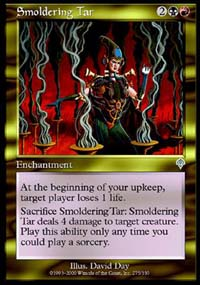 Smoldering Tar
2
Enchantment
At the beginning of your upkeep,
target player loses 1 life.
Sacrifice Smoldering Tar: Smoldering
Tar deals 4 damage to target creature.
Play this ability only any time you
could play a sorcery.
Illus. David Day
©1993-2000 Wizards of the Coast, Inc. 275/350